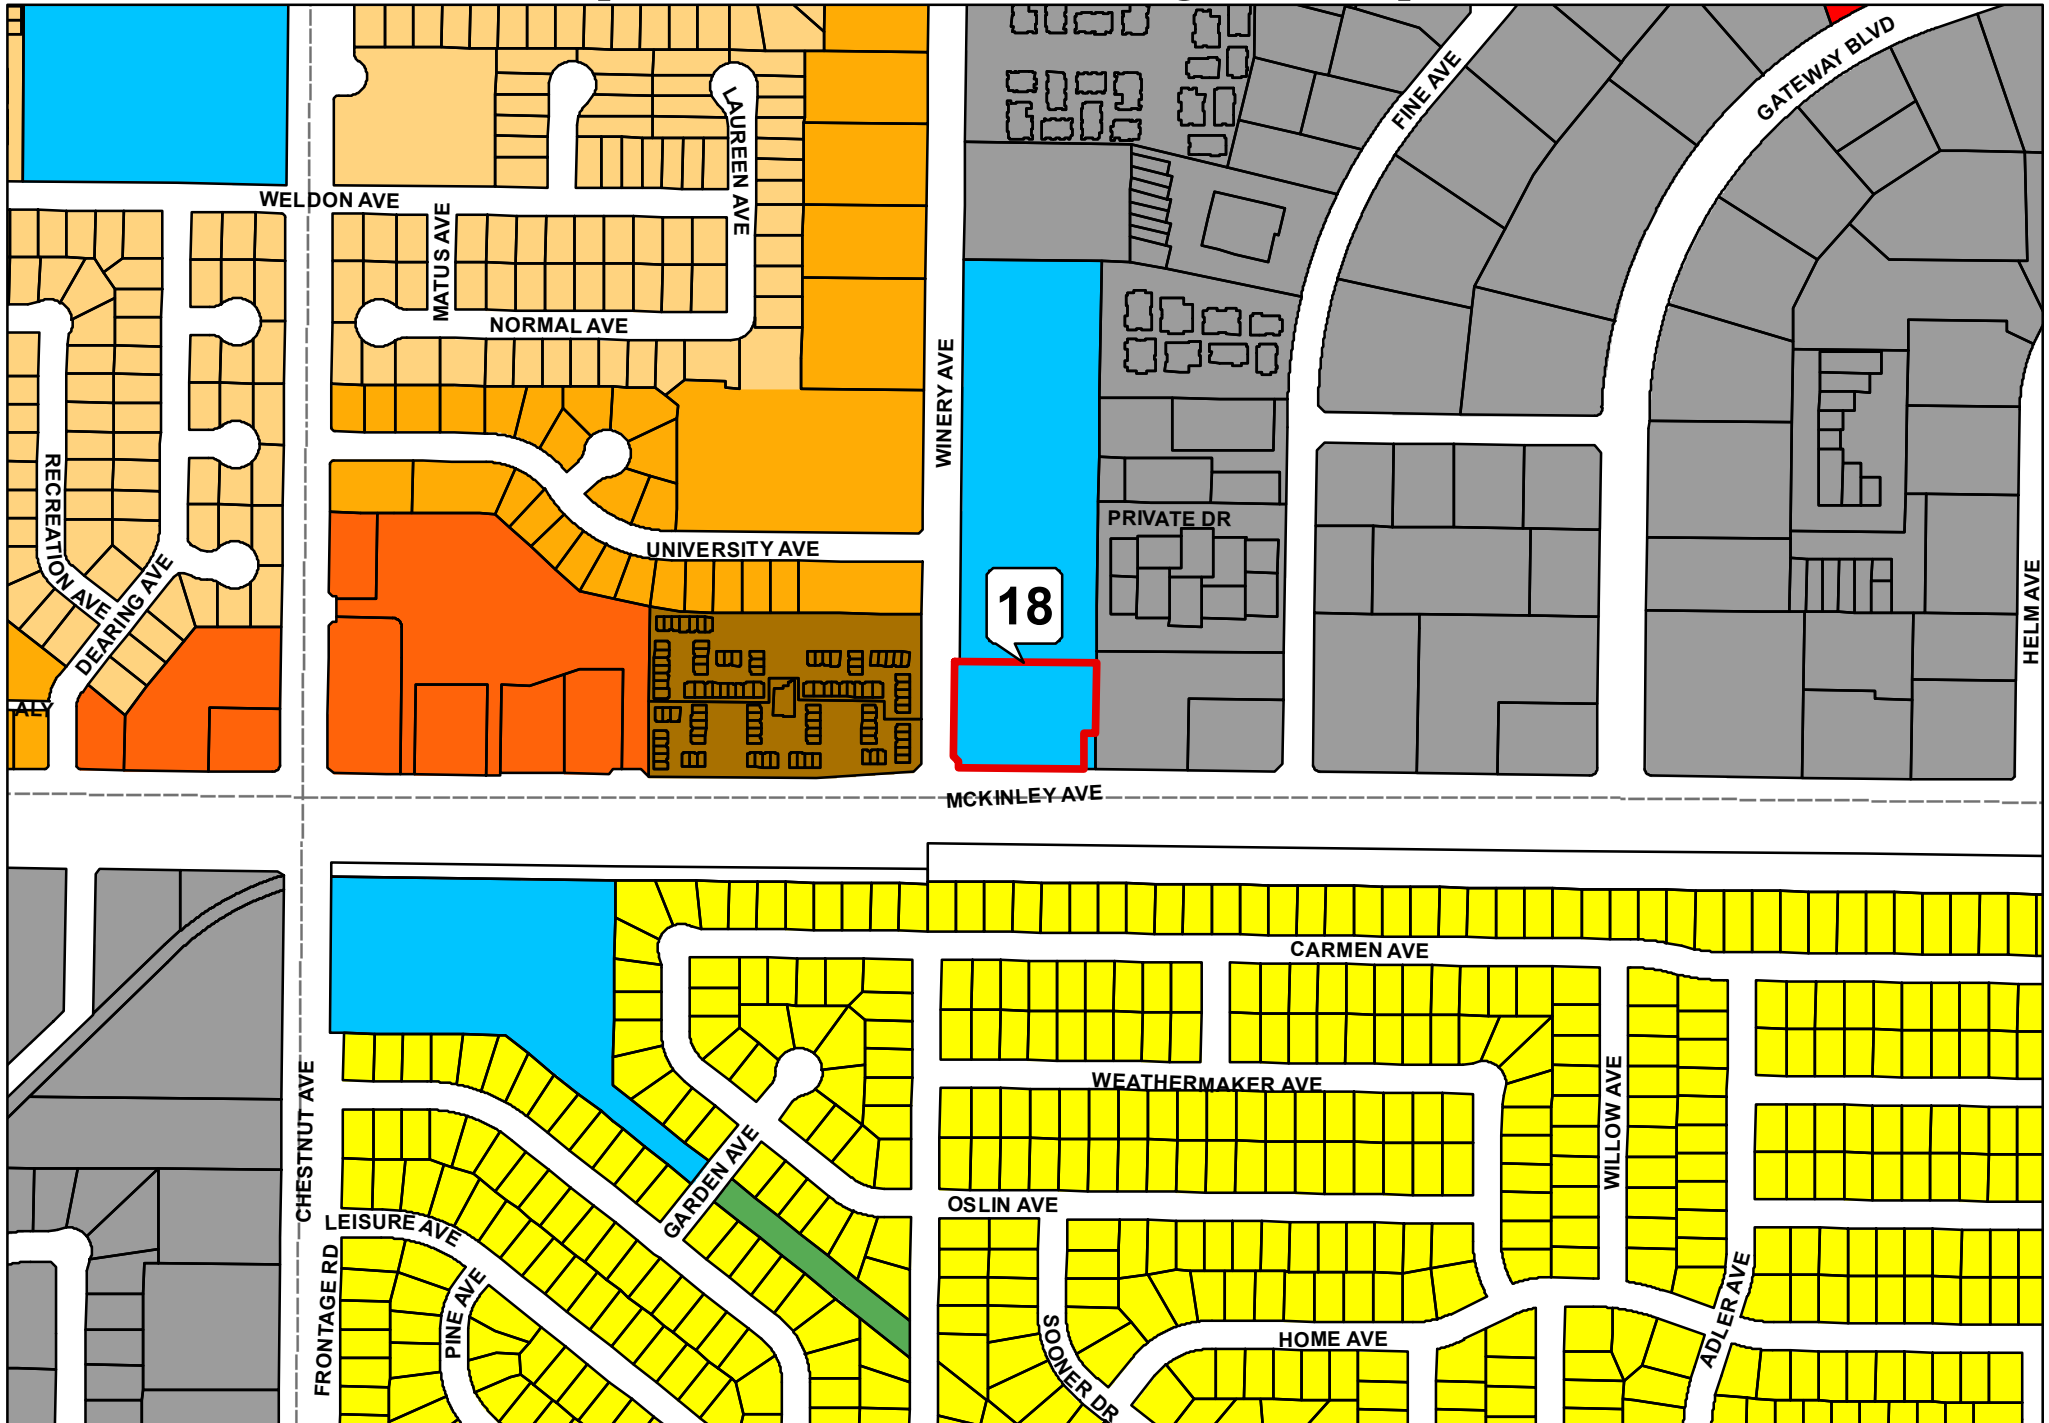 GATEWAY BLVD
FINE AVE
LAUREEN AVE
WELDON AVE
MATUS AVE
NORMAL AVE
WINERY AVE
RECREATION AVE
PRIVATE DR
UNIVERSITY AVE
DEARING AVE
18
HELM AVE
ALY
MCKINLEY AVE
CARMEN AVE
CHESTNUT AVE
WEATHERMAKER AVE
WILLOW AVE
GARDEN AVE
OSLIN AVE
LEISURE AVE
FRONTAGE RD
PINE AVE
ADLER AVE
SOONER DR
HOME AVE